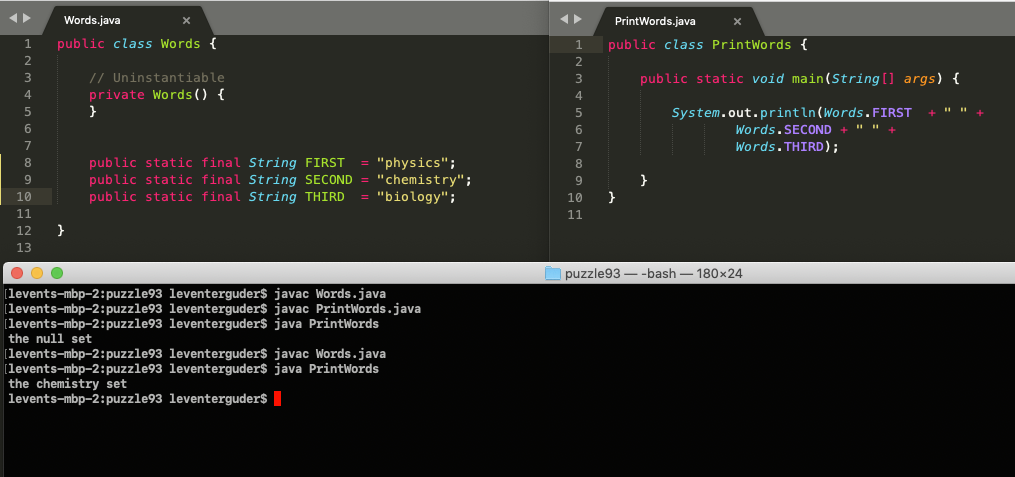 Words.java
1 public class Words {
2
3 // Uninstantiable
4 private Words() {
5 }
6
7
8 public static final String FIRST = "physics";
9 public static final String SECOND = "chemistry";
10 public static final String THIRD = "biology";
11
12 }
13
PrintWords.java
1 public class PrintWords {
2
3 public static void main(String[] args) {
4
5 System.out.println(Words.FIRST + " " +
6 Words.SECOND + " " +
7 Words.THIRD);
8
9 }
10 }
11
puzzle93 — -bash — 180×24
[levents-mbp-2:puzzle93 leventerguder$ javac Words.java
[levents-mbp-2:puzzle93 leventerguder$ javac PrintWords.java
[levents-mbp-2:puzzle93 leventerguder$ java PrintWords
the null set
[levents-mbp-2:puzzle93 leventerguder$ javac Words.java
[levents-mbp-2:puzzle93 leventerguder$ java PrintWords
the chemistry set
levents-mbp-2:puzzle93 leventerguder$